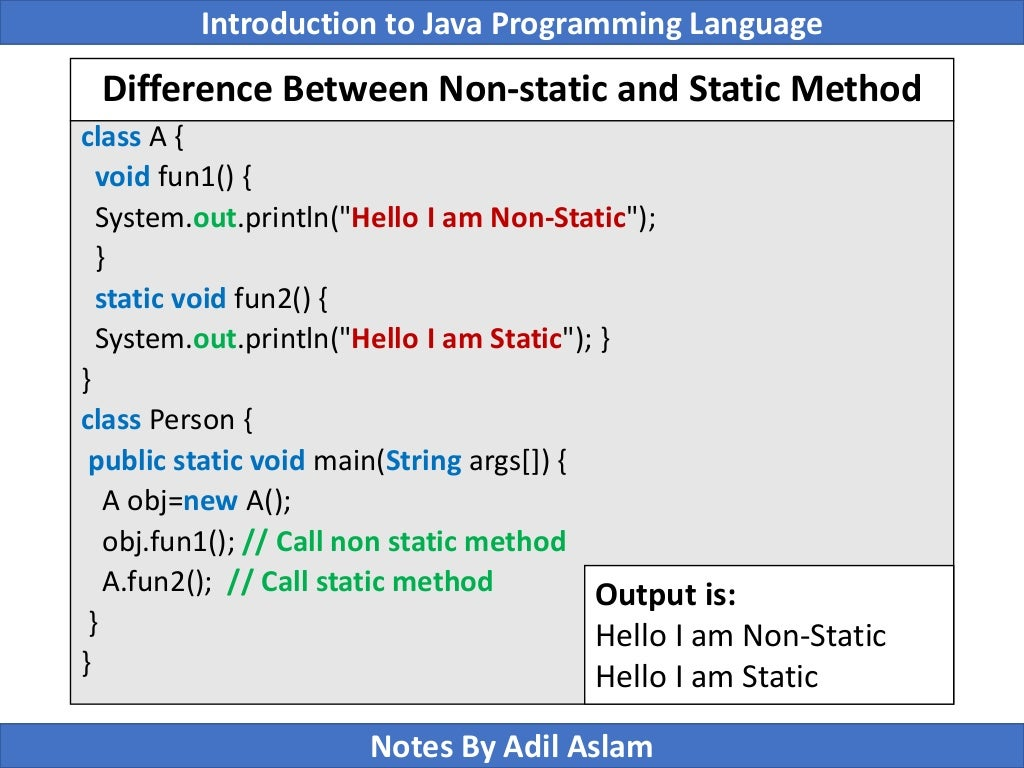 Introduction to Java Programming Language
Difference Between Non-static and Static Method
class A {
void fun1() {
System.out.println("Hello I am Non-Static");
}
static void fun2() {
System.out.println("Hello I am Static"); }
}
class Person {
public static void main(String args[]) {
A obj=new A();
obj.fun1(); // Call non static method
A.fun2();  // Call static method
}
}
Output is:
Hello I am Non-Static
Hello I am Static
Notes By Adil Aslam